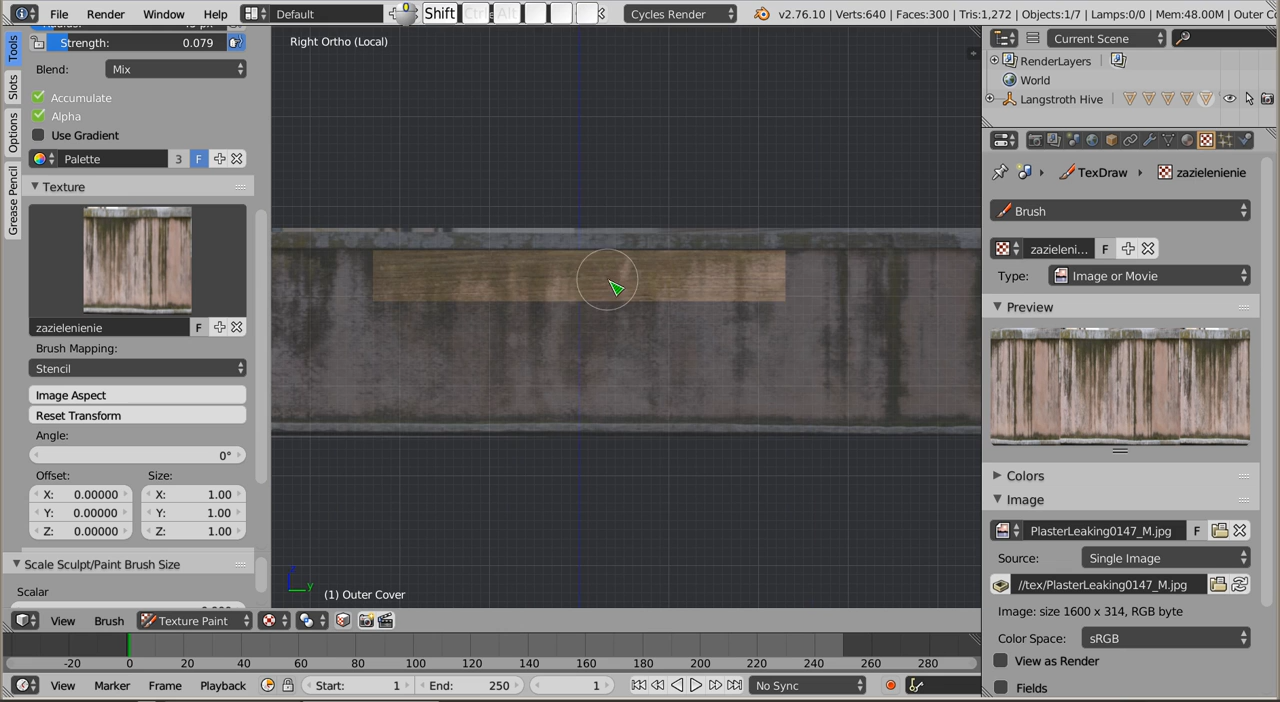 File Render Window Help Default Shift Ctrl Alt Cycles Render v2.76.10 | Verts:640 | Faces:300 | Tris:1,272 | Objects:1/7 | Lamps:0/0 | Mem:48.00M | Outer C
Tools
Slots
Options
Grease Pencil
Strength: 0.079
Blend: Mix
Accumulate
Alpha
Use Gradient
Palette 3 F
Texture
zazielenienie F
Brush Mapping:
Stencil
Image Aspect
Reset Transform
Angle:
0°
Offset: Size:
X: 0.00000 X: 1.00
Y: 0.00000 Y: 1.00
Z: 0.00000 Z: 1.00
Scale Sculpt/Paint Brush Size
Scalar
Right Ortho (Local)
z
y
(1) Outer Cover
View Brush Texture Paint
-20 0 20 40 60 80 100 120 140 160 180 200 220 240 260 280
View Marker Frame Playback Start: 1 End: 250 1 No Sync
Current Scene
RenderLayers
World
Langstroth Hive
TexDraw zazielenienie
Brush
zazieleni... F
Type: Image or Movie
Preview
Colors
Image
PlasterLeaking0147_M.jpg F
Source: Single Image
//tex/PlasterLeaking0147_M.jpg
Image: size 1600 x 314, RGB byte
Color Space: sRGB
View as Render
Fields